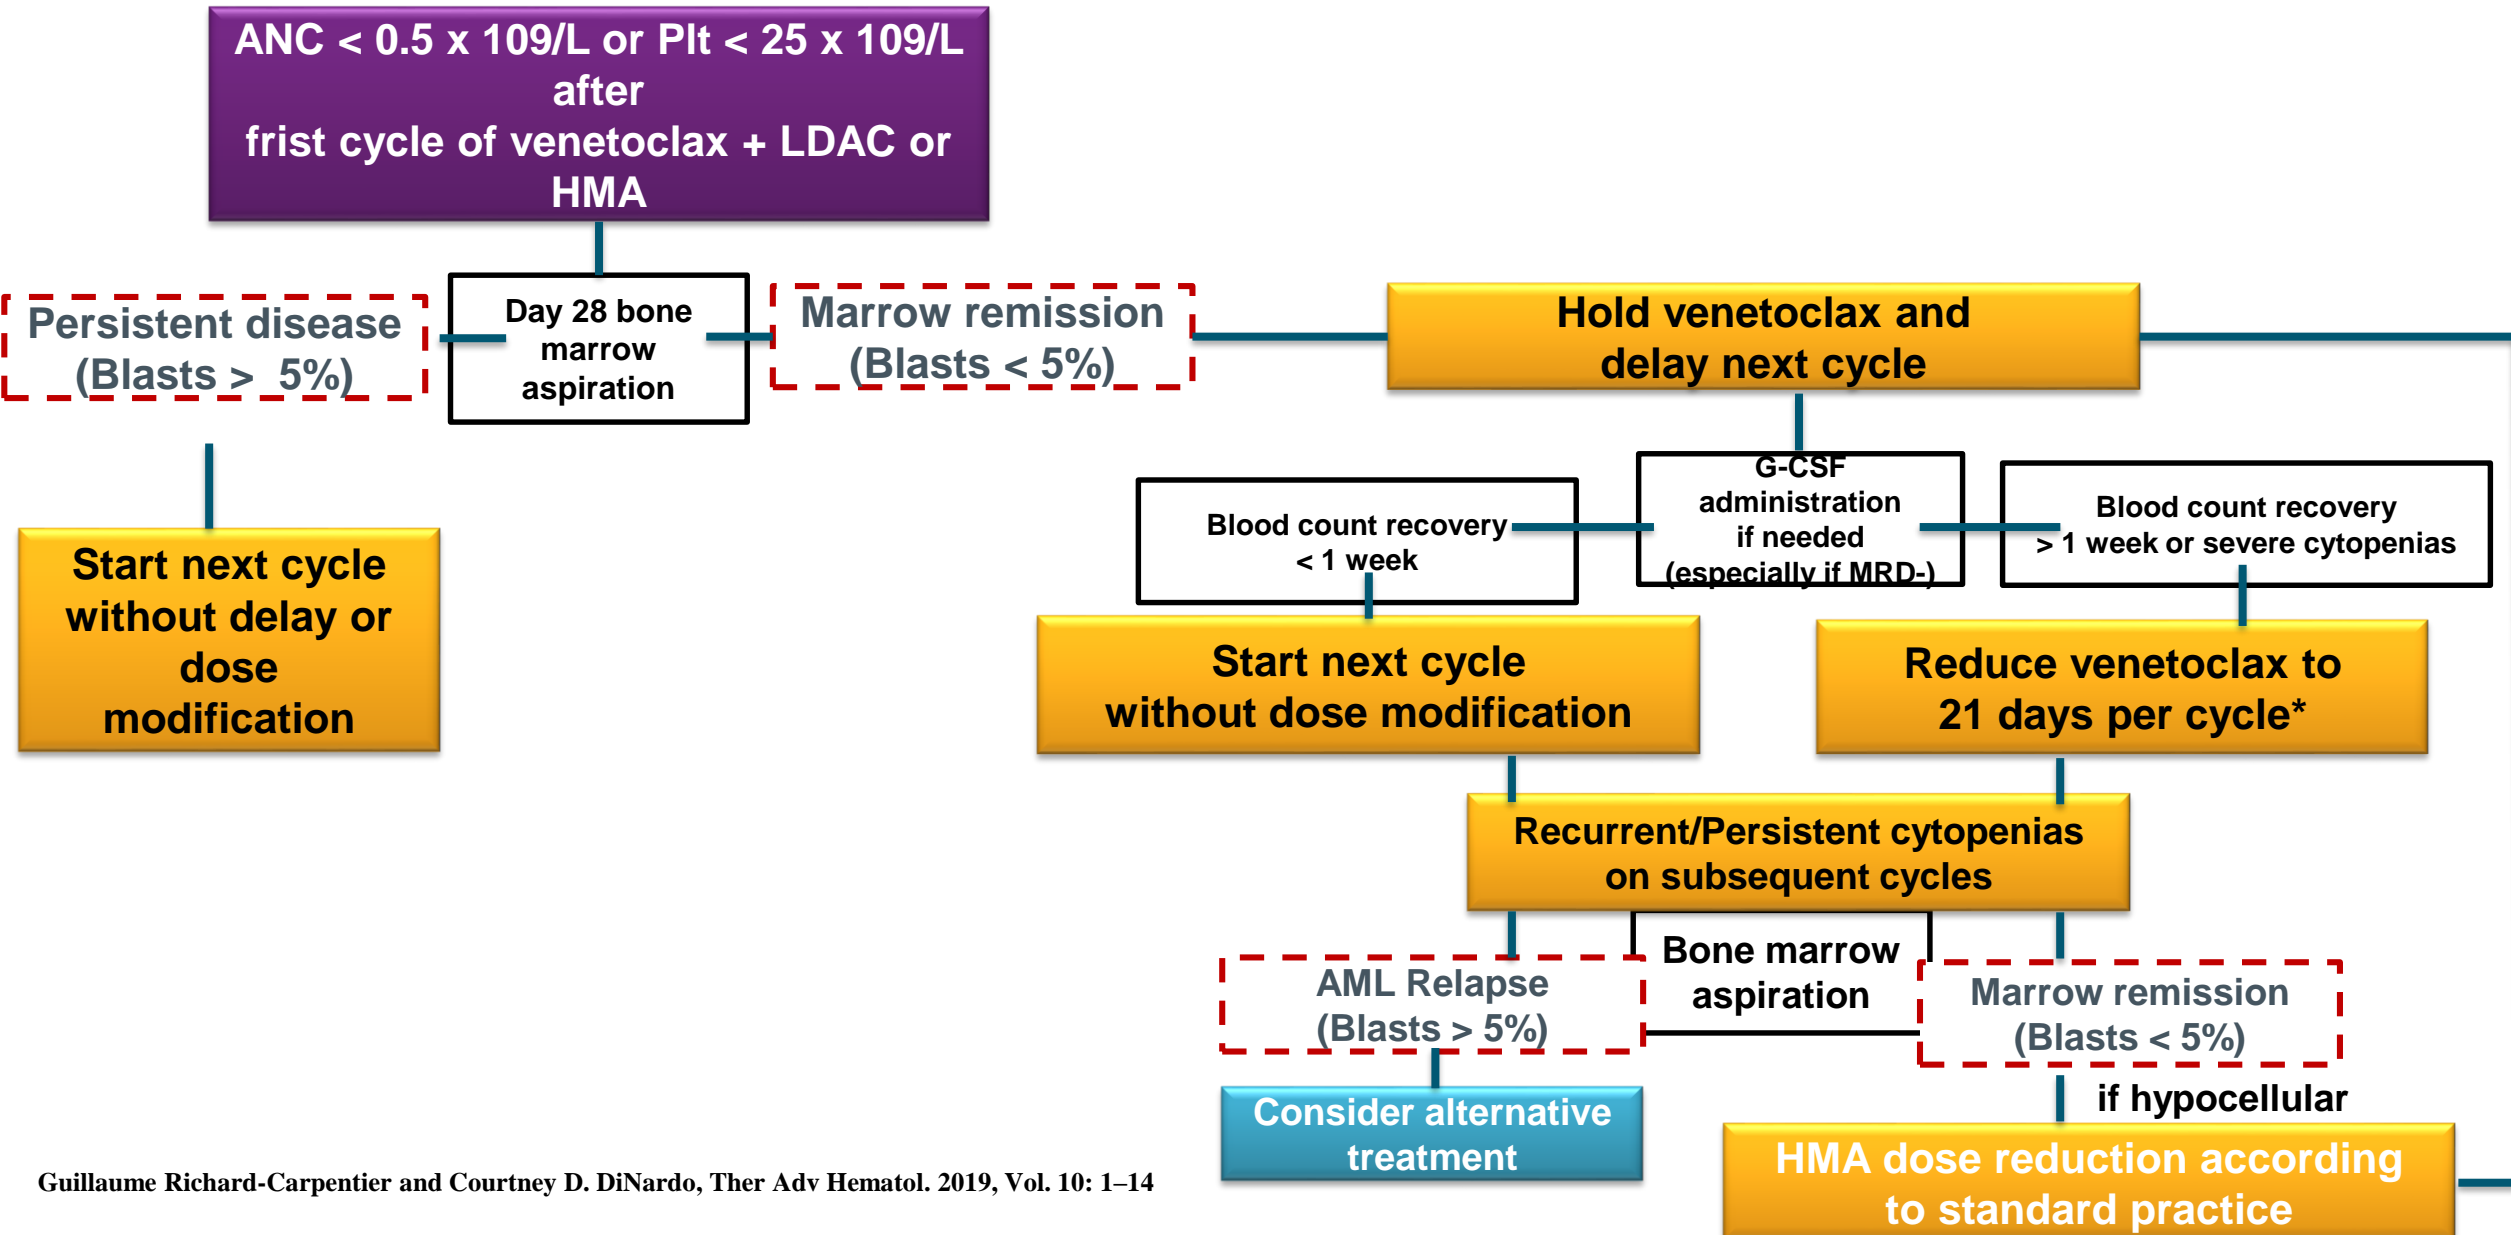 ANC < 0.5 x 109/L or Plt < 25 x 109/L
after
frist cycle of venetoclax + LDAC or
HMA
Persistent disease
(Blasts > 5%)
Day 28 bone
marrow
aspiration
Marrow remission
(Blasts < 5%)
Hold venetoclax and
delay next cycle
Start next cycle
without delay or
dose
modification
Blood count recovery
< 1 week
G-CSF
administration
if needed
(especially if MRD-)
Blood count recovery
> 1 week or severe cytopenias
Start next cycle
without dose modification
Reduce venetoclax to
21 days per cycle*
Recurrent/Persistent cytopenias
on subsequent cycles
AML Relapse
(Blasts > 5%)
Bone marrow
aspiration
Marrow remission
(Blasts < 5%)
if hypocellular
Consider alternative
treatment
HMA dose reduction according
to standard practice
Guillaume Richard-Carpentier and Courtney D. DiNardo, Ther Adv Hematol. 2019, Vol. 10: 1–14